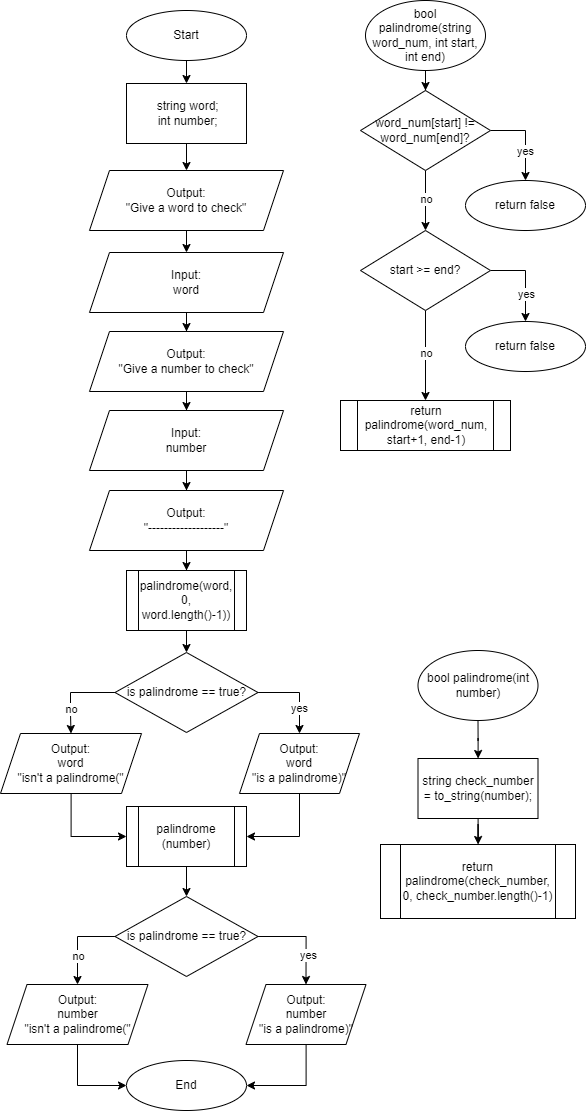 Start
string word;
int number;
Output:
"Give a word to check"
Input:
word
Output:
"Give a number to check"
Input:
number
Output:
"-------------------"
palindrome(word,
0,
word.length()-1))
is palindrome == true?
no
yes
Output:
word
"isn't a palindrome("
Output:
word
"is a palindrome)"
palindrome
(number)
is palindrome == true?
no
yes
Output:
number
"isn't a palindrome("
Output:
number
"is a palindrome)"
End
bool
palindrome(string
word_num, int start,
int end)
word_num[start] !=
word_num[end]?
yes
return false
no
start >= end?
yes
return false
no
return
palindrome(word_num,
start+1, end-1)
bool palindrome(int
number)
string check_number
= to_string(number);
return
palindrome(check_number,
0, check_number.length()-1)